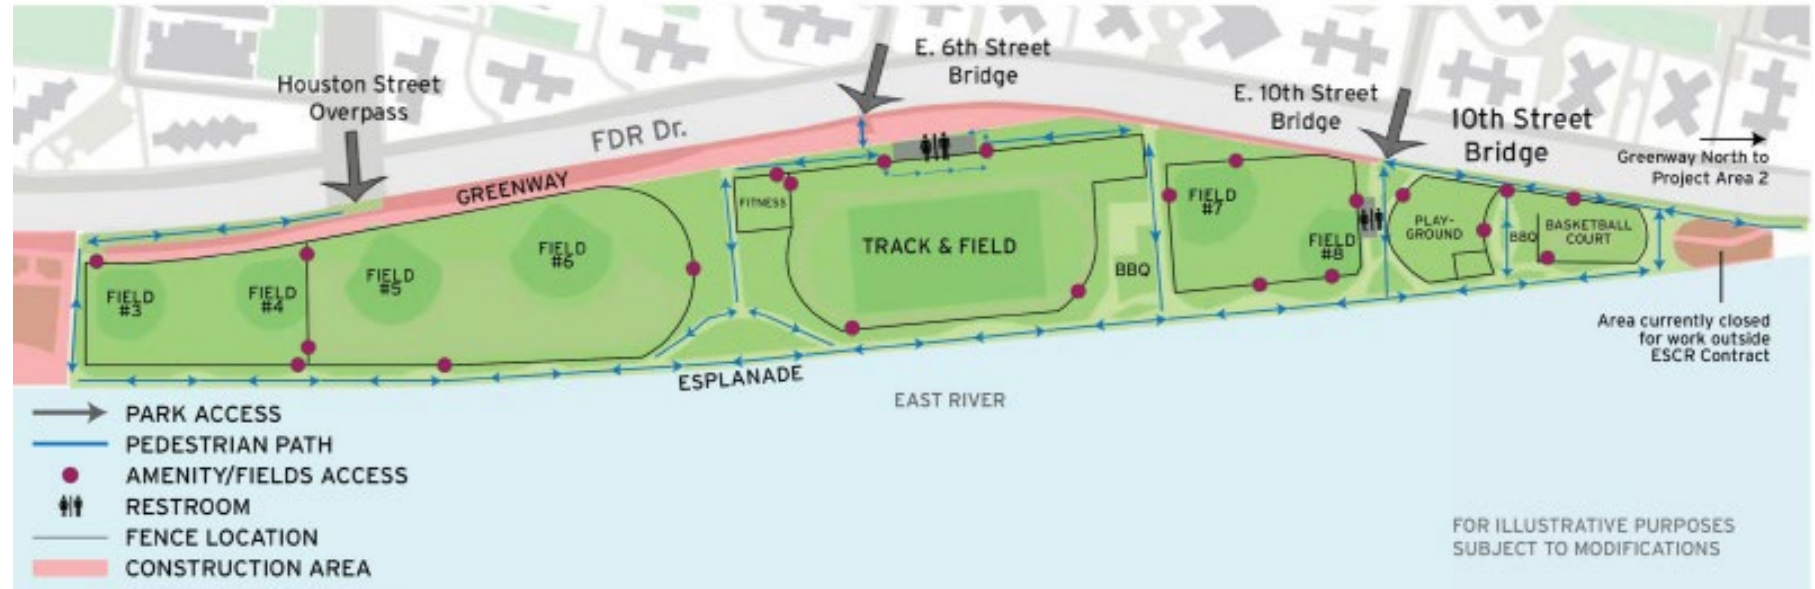 Houston Street
Overpass
E. 6th Street
Bridge
E. 10th Street
Bridge
10th Street
Bridge
Greenway North to
Project Area 2
FDR Dr.
GREENWAY
FIELD
#3
FIELD
#4
FIELD
#5
FIELD
#6
FITNESS
TRACK & FIELD
BBQ
FIELD
#7
FIELD
#8
PLAY-
GROUND
BBQ
BASKETBALL
COURT
Area currently closed
for work outside
ESCR Contract
ESPLANADE
EAST RIVER
PARK ACCESS
PEDESTRIAN PATH
AMENITY/FIELDS ACCESS
RESTROOM
FENCE LOCATION
CONSTRUCTION AREA
FOR ILLUSTRATIVE PURPOSES
SUBJECT TO MODIFICATIONS